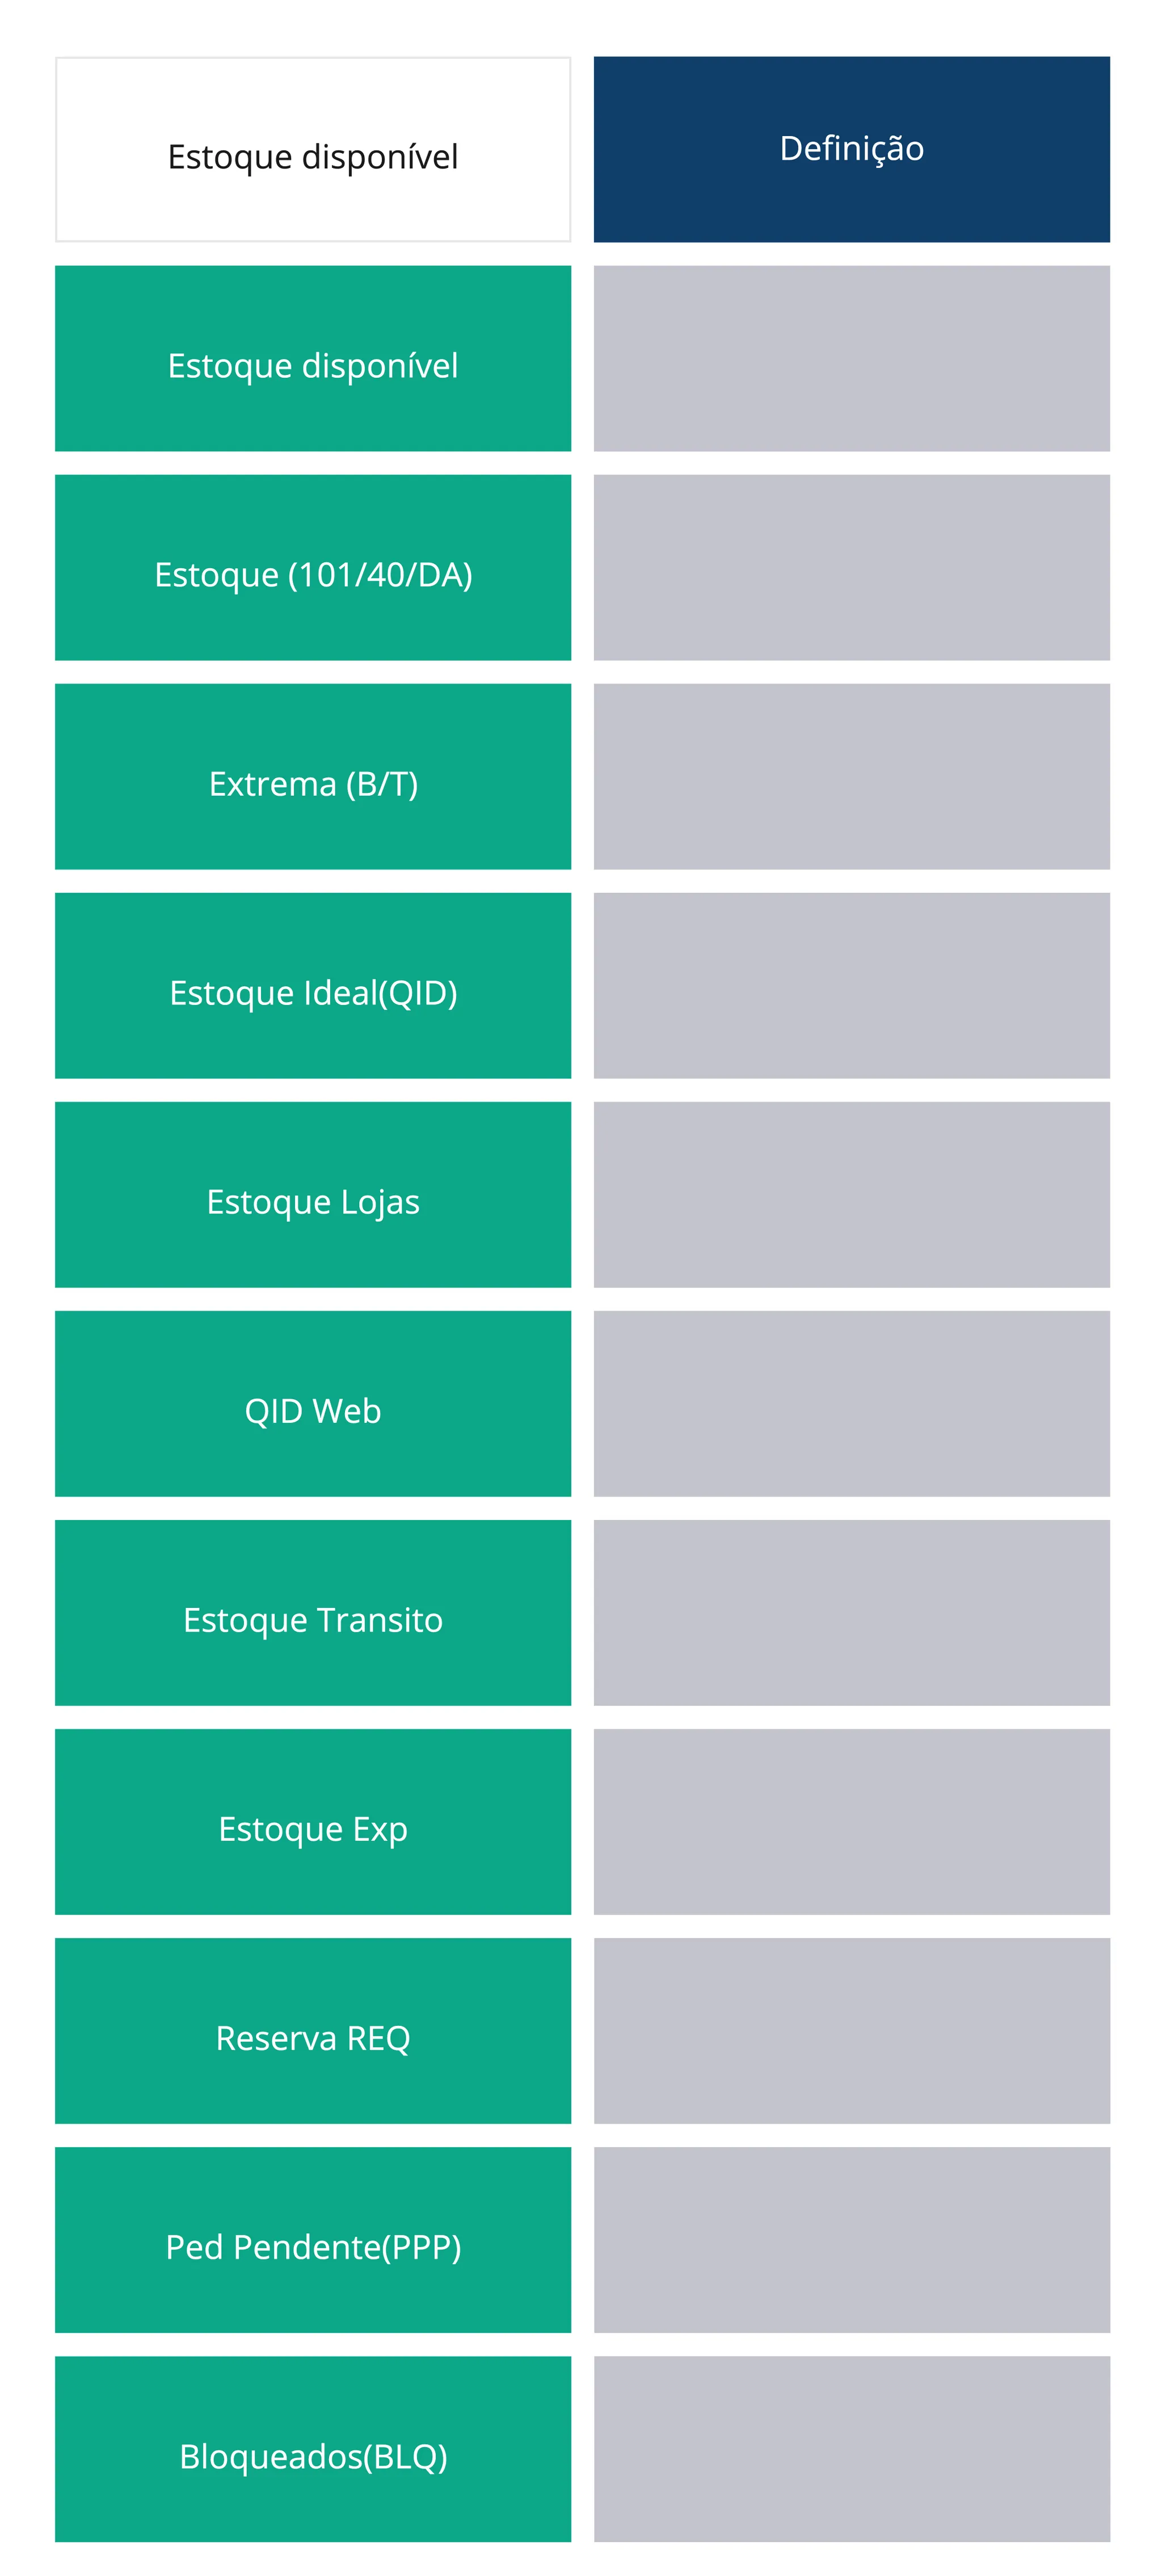 Estoque disponível
Definição
Estoque disponível
Estoque (101/40/DA)
Extrema (B/T)
Estoque Ideal(QID)
Estoque Lojas
QID Web
Estoque Transito
Estoque Exp
Reserva REQ
Ped Pendente(PPP)
Bloqueados(BLQ)